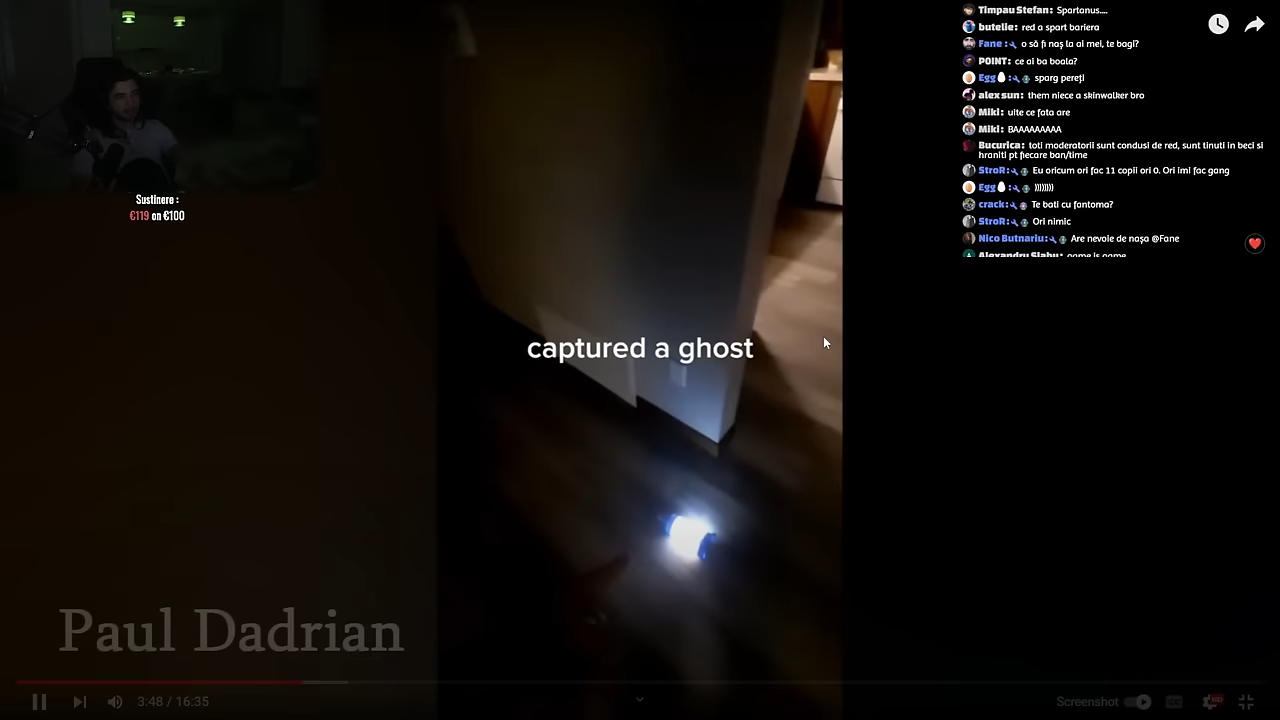 Timpau Stefan: Spartanus....
butelie: red a spart bariera
Fane: o să fi naș la ai mei, te bagi?
POINT: ce ai ba boala?
Egg: sparg pereți
alex sun: them niece a skinwalker bro
Miki: uite ce fata are
Miki: BAAAAAAAAA
Bucurica: toti moderatorii sunt condusi de red, sunt tinuti in beci si
hraniti pt fiecare ban/time
StroR: Eu oricum ori fac 11 copii ori 0. Ori imi fac gang
Egg: ))))))))
crack: Te bati cu fantoma?
StroR: Ori nimic
Nico Butnariu: Are nevoie de nașa @Fane
Alexandru Slabu: game is game
Sustinere :
€119 on €100
captured a ghost
Paul Dadrian
3:48 / 16:35
Screenshot